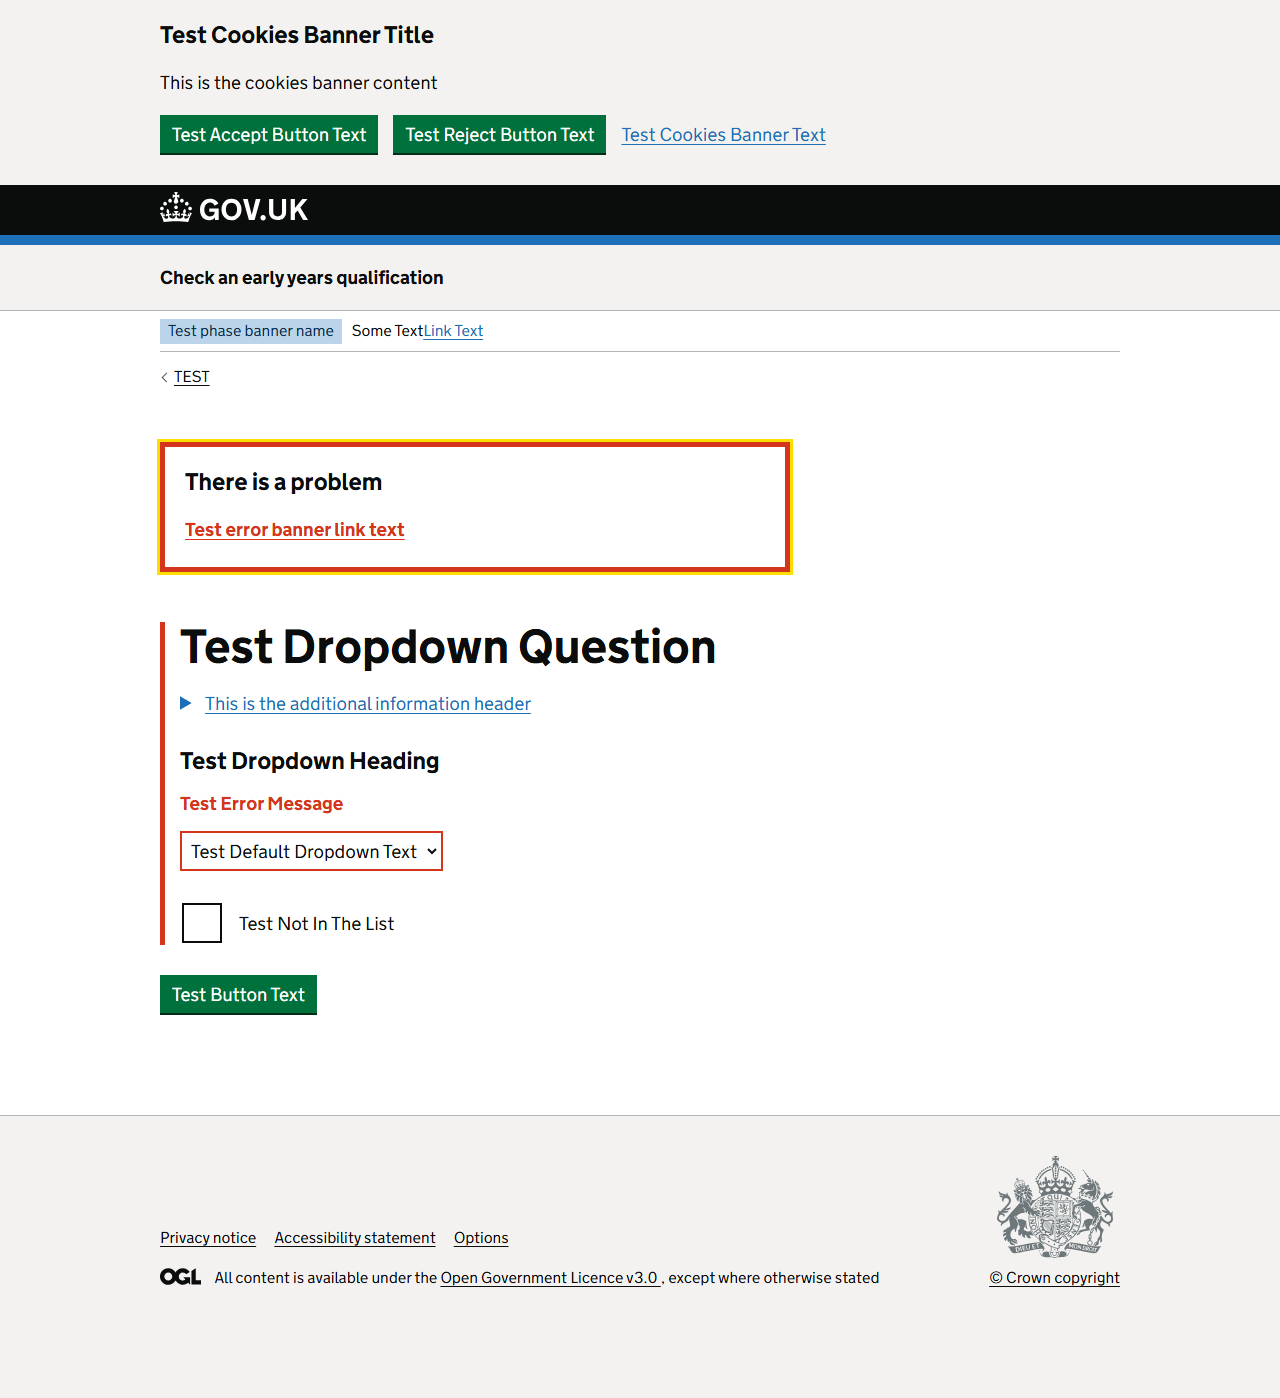 Test Cookies Banner Title
This is the cookies banner content
Test Accept Button Text Test Reject Button Text Test Cookies Banner Text
GOV.UK
Check an early years qualification
Test phase banner name Some TextLink Text
TEST
There is a problem
Test error banner link text
Test Dropdown Question
This is the additional information header
Test Dropdown Heading
Test Error Message
Test Default Dropdown Text
Test Not In The List
Test Button Text
Privacy notice Accessibility statement Options
OGL All content is available under the Open Government Licence v3.0 , except where otherwise stated
© Crown copyright